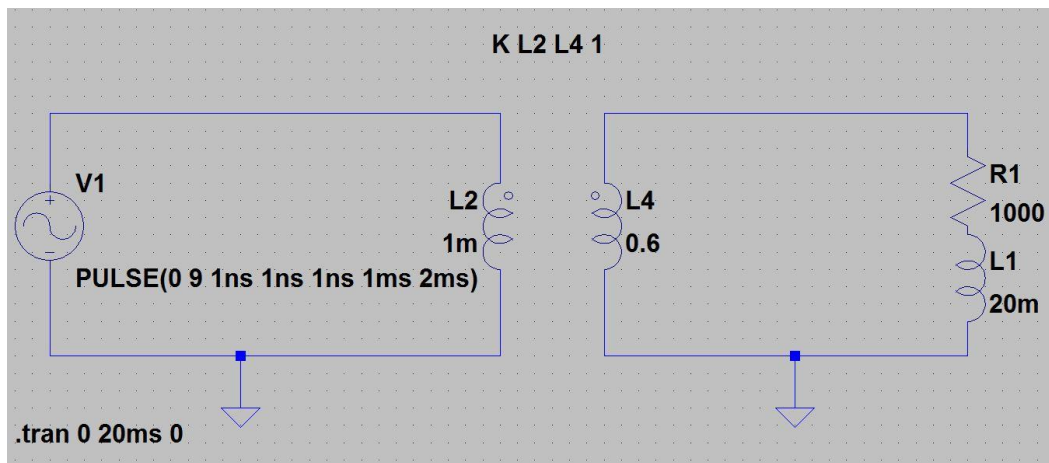 K L2 L4 1
V1
PULSE(0 9 1ns 1ns 1ns 1ms 2ms)
L2
1m
L4
0.6
R1
1000
L1
20m
.tran 0 20ms 0